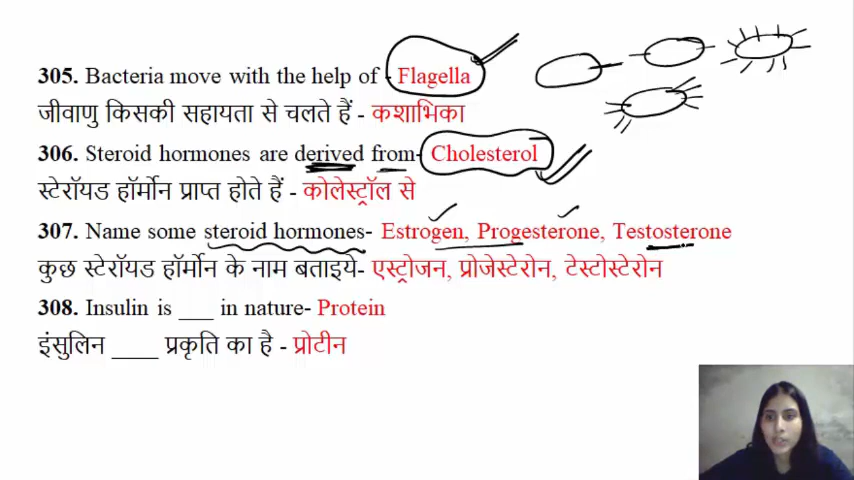 305. Bacteria move with the help of - Flagella
जीवाणु किसकी सहायता से चलते हैं - कशाभिका
306. Steroid hormones are derived from- Cholesterol
स्टेरॉयड हॉर्मोन प्राप्त होते हैं - कोलेस्ट्रॉल से
307. Name some steroid hormones- Estrogen, Progesterone, Testosterone
कुछ स्टेरॉयड हॉर्मोन के नाम बताइये- एस्ट्रोजन, प्रोजेस्टेरोन, टेस्टोस्टेरोन
308. Insulin is ___ in nature- Protein
इंसुलिन ____ प्रकृति का है - प्रोटीन